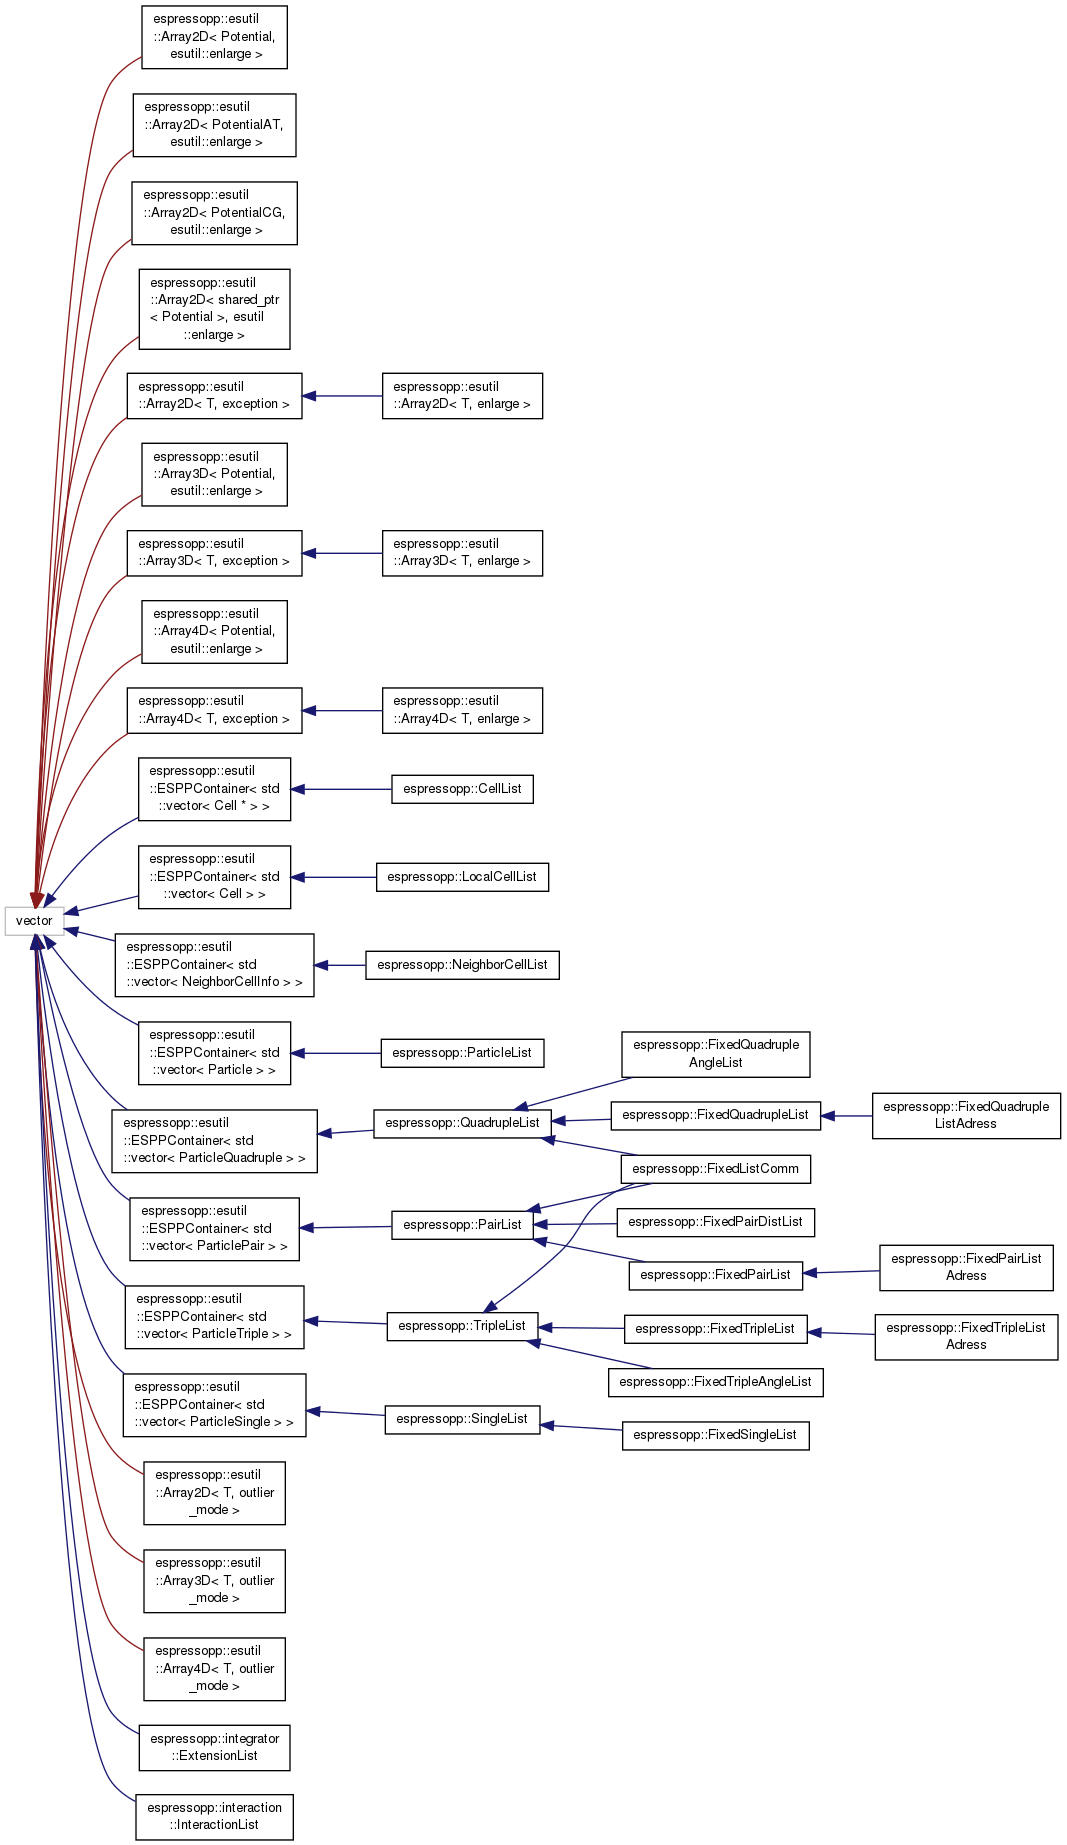 espressopp::esutil
::Array2D< Potential,
esutil::enlarge >
espressopp::esutil
::Array2D< PotentialAT,
esutil::enlarge >
espressopp::esutil
::Array2D< PotentialCG,
esutil::enlarge >
espressopp::esutil
::Array2D< shared_ptr
< Potential >, esutil
::enlarge >
espressopp::esutil
::Array2D< T, exception >
espressopp::esutil
::Array2D< T, enlarge >
espressopp::esutil
::Array3D< Potential,
esutil::enlarge >
espressopp::esutil
::Array3D< T, exception >
espressopp::esutil
::Array3D< T, enlarge >
espressopp::esutil
::Array4D< Potential,
esutil::enlarge >
espressopp::esutil
::Array4D< T, exception >
espressopp::esutil
::Array4D< T, enlarge >
espressopp::esutil
::ESPPContainer< std
::vector< Cell * > >
espressopp::CellList
espressopp::esutil
::ESPPContainer< std
::vector< Cell > >
espressopp::LocalCellList
vector
espressopp::esutil
::ESPPContainer< std
::vector< NeighborCellInfo > >
espressopp::NeighborCellList
espressopp::esutil
::ESPPContainer< std
::vector< Particle > >
espressopp::ParticleList
espressopp::FixedQuadruple
AngleList
espressopp::esutil
::ESPPContainer< std
::vector< ParticleQuadruple > >
espressopp::QuadrupleList
espressopp::FixedQuadrupleList
espressopp::FixedQuadruple
ListAdress
espressopp::FixedListComm
espressopp::esutil
::ESPPContainer< std
::vector< ParticlePair > >
espressopp::PairList
espressopp::FixedPairDistList
espressopp::FixedPairList
espressopp::FixedPairList
Adress
espressopp::esutil
::ESPPContainer< std
::vector< ParticleTriple > >
espressopp::TripleList
espressopp::FixedTripleList
espressopp::FixedTripleList
Adress
espressopp::FixedTripleAngleList
espressopp::esutil
::ESPPContainer< std
::vector< ParticleSingle > >
espressopp::SingleList
espressopp::FixedSingleList
espressopp::esutil
::Array2D< T, outlier
_mode >
espressopp::esutil
::Array3D< T, outlier
_mode >
espressopp::esutil
::Array4D< T, outlier
_mode >
espressopp::integrator
::ExtensionList
espressopp::interaction
::InteractionList